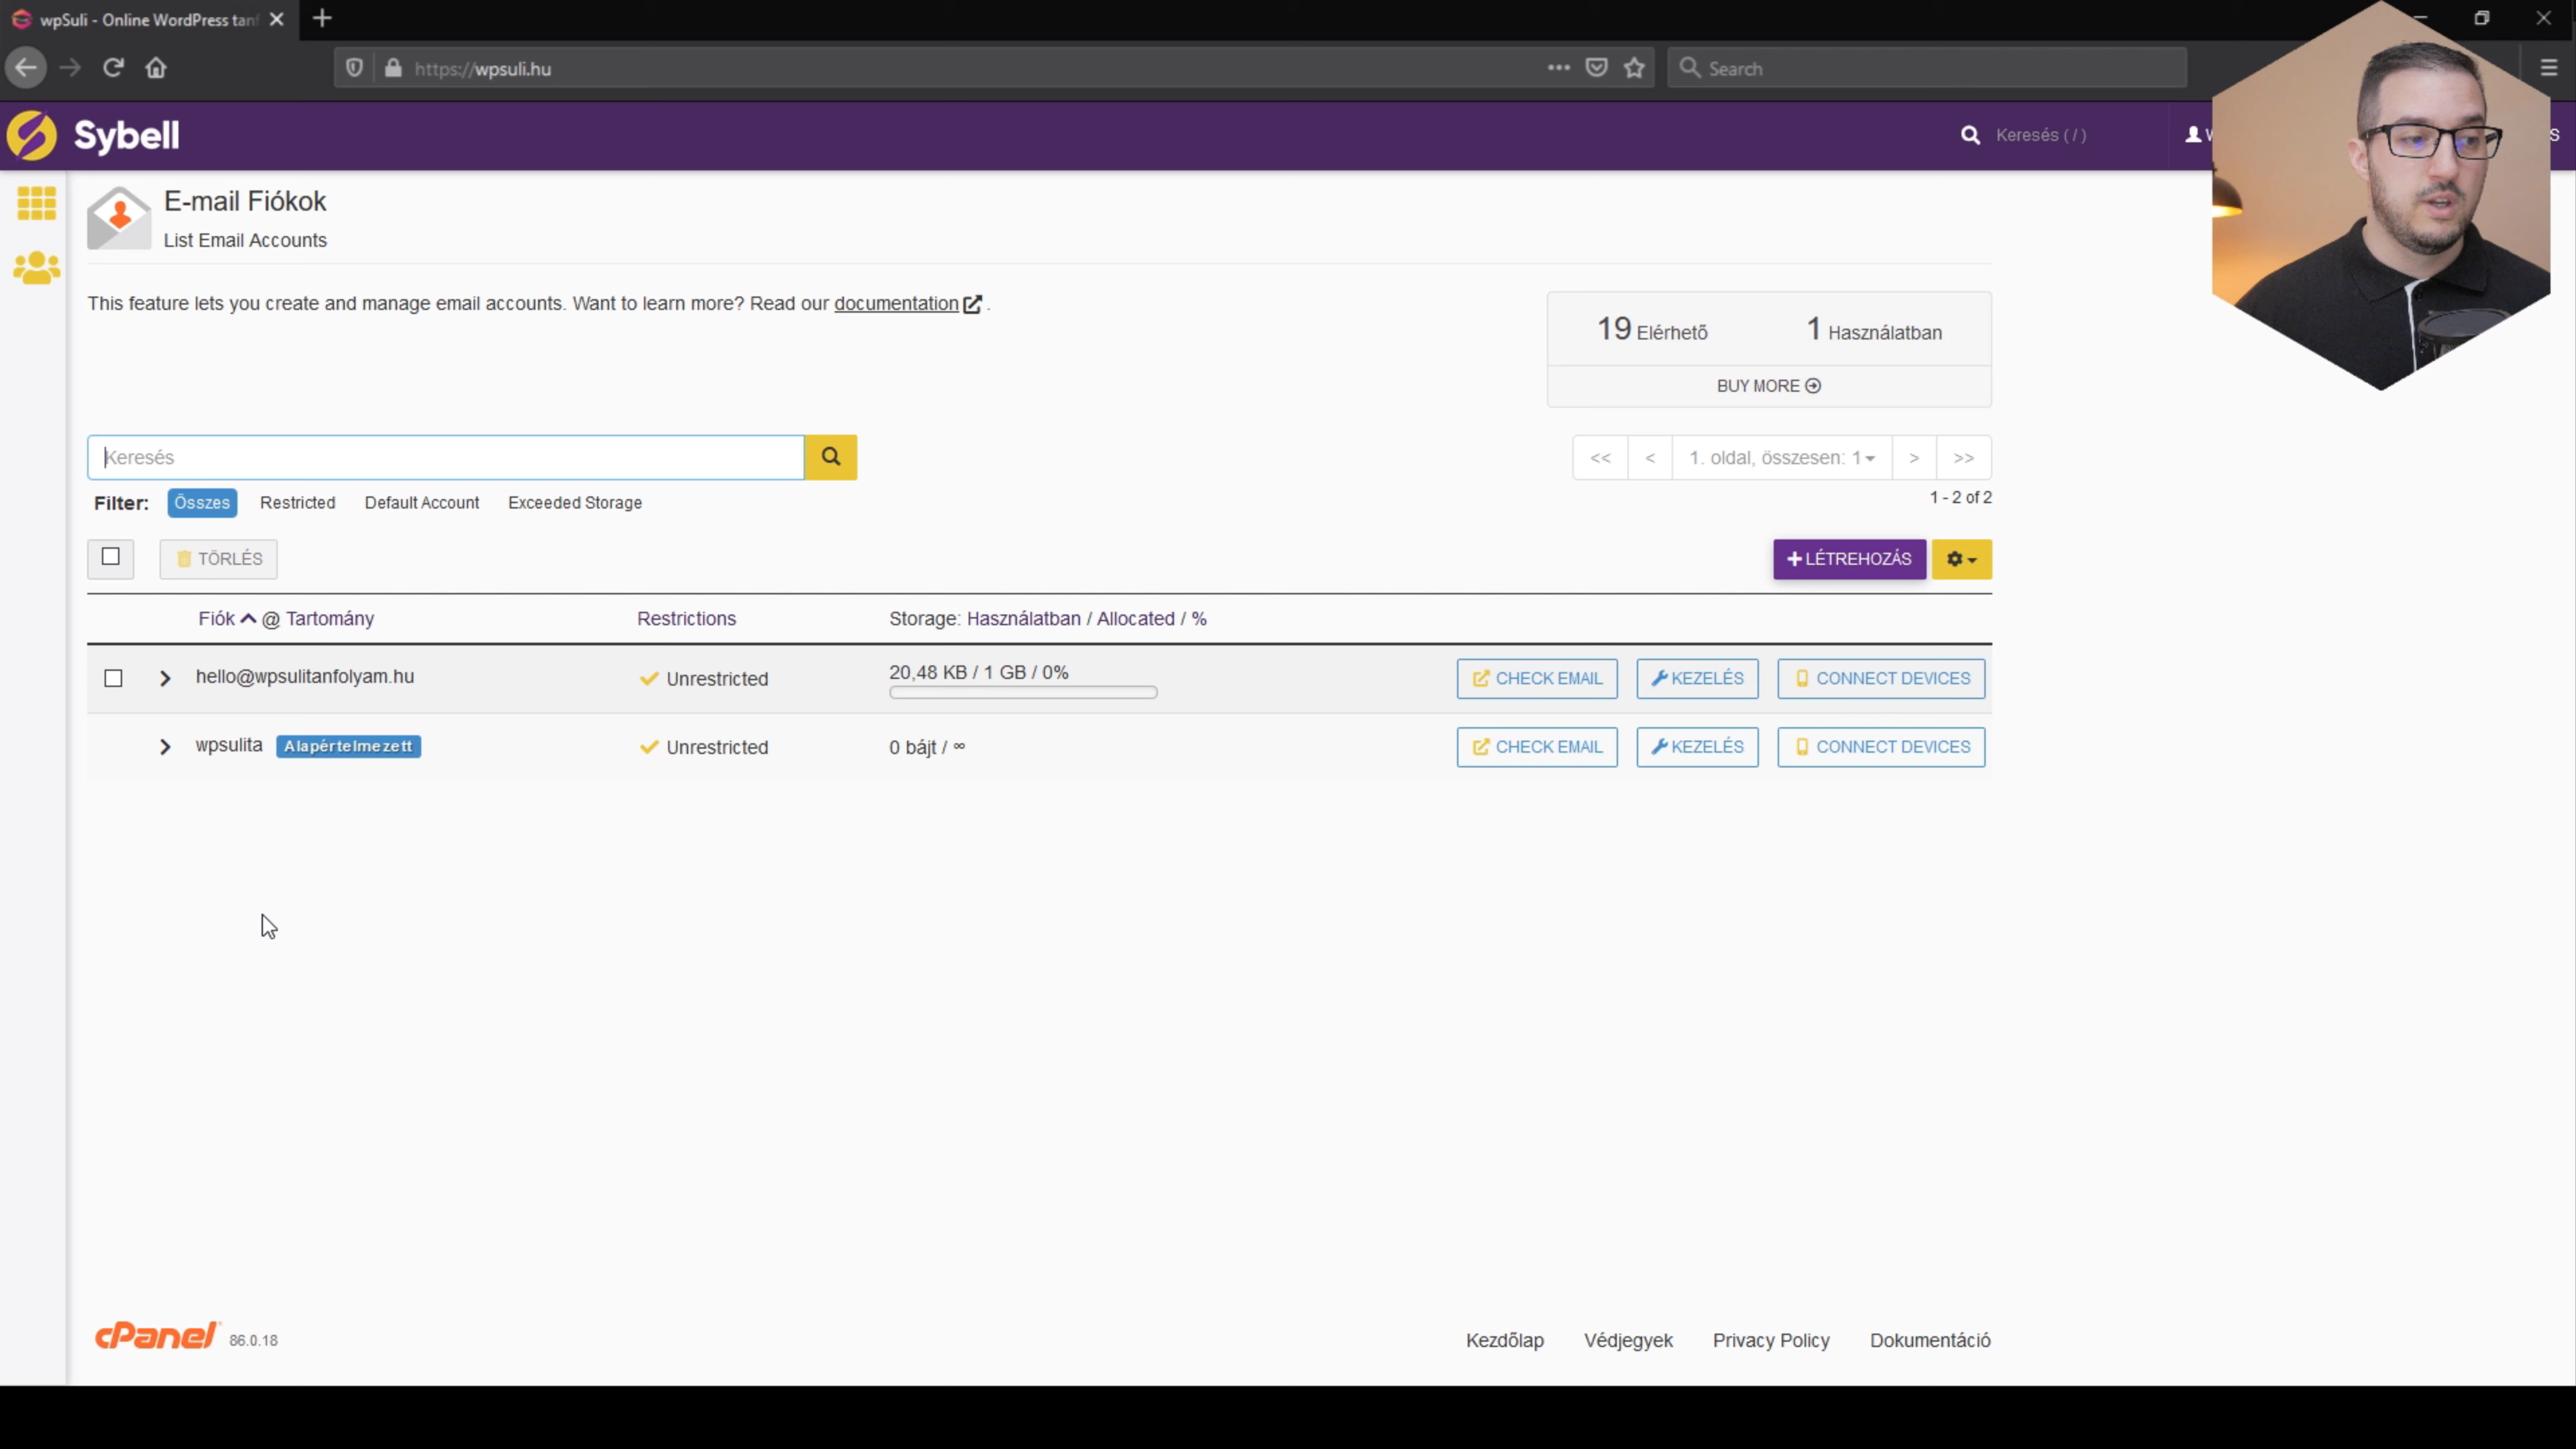 wpSuli - Online WordPress tanf
https://wpsuli.hu
Search
Sybell
Keresés ( / )
E-mail Fiókok
List Email Accounts
This feature lets you create and manage email accounts. Want to learn more? Read our documentation .
19 Elérhető
1 Használatban
BUY MORE
Keresés
<< < 1. oldal, összesen: 1 > >>
1 - 2 of 2
Filter: Összes Restricted Default Account Exceeded Storage
TÖRLÉS
+ LÉTREHOZÁS
Fiók @ Tartomány Restrictions Storage: Használatban / Allocated / %
hello@wpsulitanfolyam.hu Unrestricted 20,48 KB / 1 GB / 0% CHECK EMAIL KEZELÉS CONNECT DEVICES
wpsulita Alapértelmezett Unrestricted 0 bájt / ∞ CHECK EMAIL KEZELÉS CONNECT DEVICES
cPanel 86.0.18
Kezdőlap Védjegyek Privacy Policy Dokumentáció